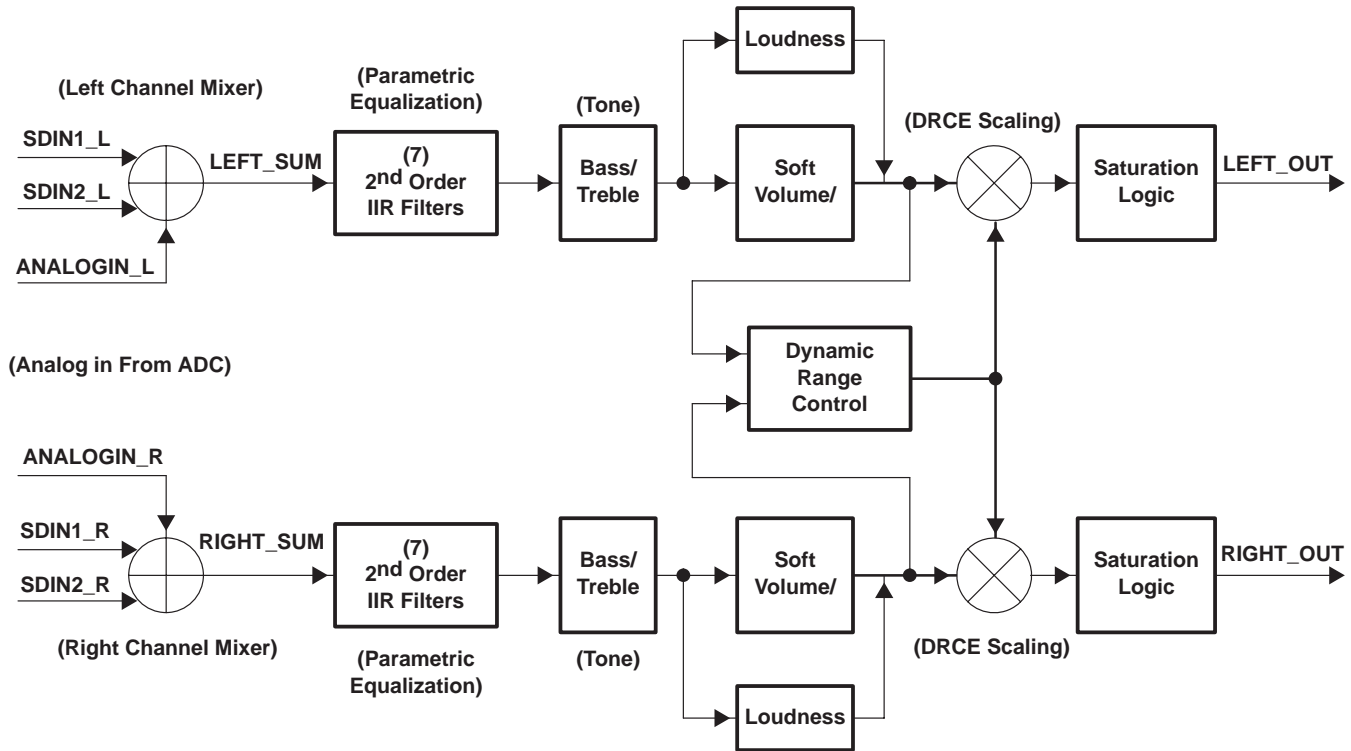 Loudness
(Left Channel Mixer)
(Parametric
Equalization)
(Tone)
(DRCE Scaling)
SDIN1_L
SDIN2_L
ANALOGIN_L
LEFT_SUM
(7)
2nd Order
IIR Filters
Bass/
Treble
Soft
Volume/
Saturation
Logic
LEFT_OUT
(Analog in From ADC)
Dynamic
Range
Control
ANALOGIN_R
SDIN1_R
SDIN2_R
RIGHT_SUM
(7)
2nd Order
IIR Filters
Bass/
Treble
Soft
Volume/
Saturation
Logic
RIGHT_OUT
(Right Channel Mixer)
(Parametric
Equalization)
(Tone)
(DRCE Scaling)
Loudness